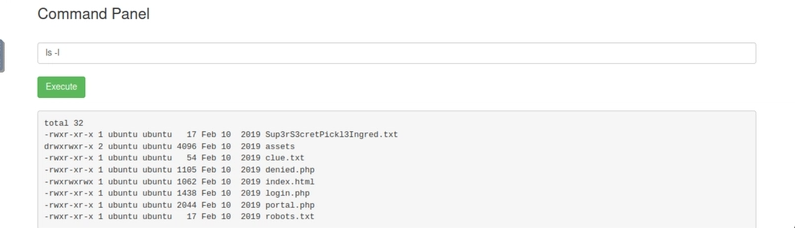 Command Panel
ls -l
Execute
total 32
-rwxr-xr-x 1 ubuntu ubuntu   17 Feb 10  2019 Sup3rS3cretPickl3Ingred.txt
drwxrwxr-x 2 ubuntu ubuntu 4096 Feb 10  2019 assets
-rwxr-xr-x 1 ubuntu ubuntu   54 Feb 10  2019 clue.txt
-rwxr-xr-x 1 ubuntu ubuntu 1105 Feb 10  2019 denied.php
-rwxrwxrwx 1 ubuntu ubuntu 1062 Feb 10  2019 index.html
-rwxr-xr-x 1 ubuntu ubuntu 1438 Feb 10  2019 login.php
-rwxr-xr-x 1 ubuntu ubuntu 2044 Feb 10  2019 portal.php
-rwxr-xr-x 1 ubuntu ubuntu   17 Feb 10  2019 robots.txt